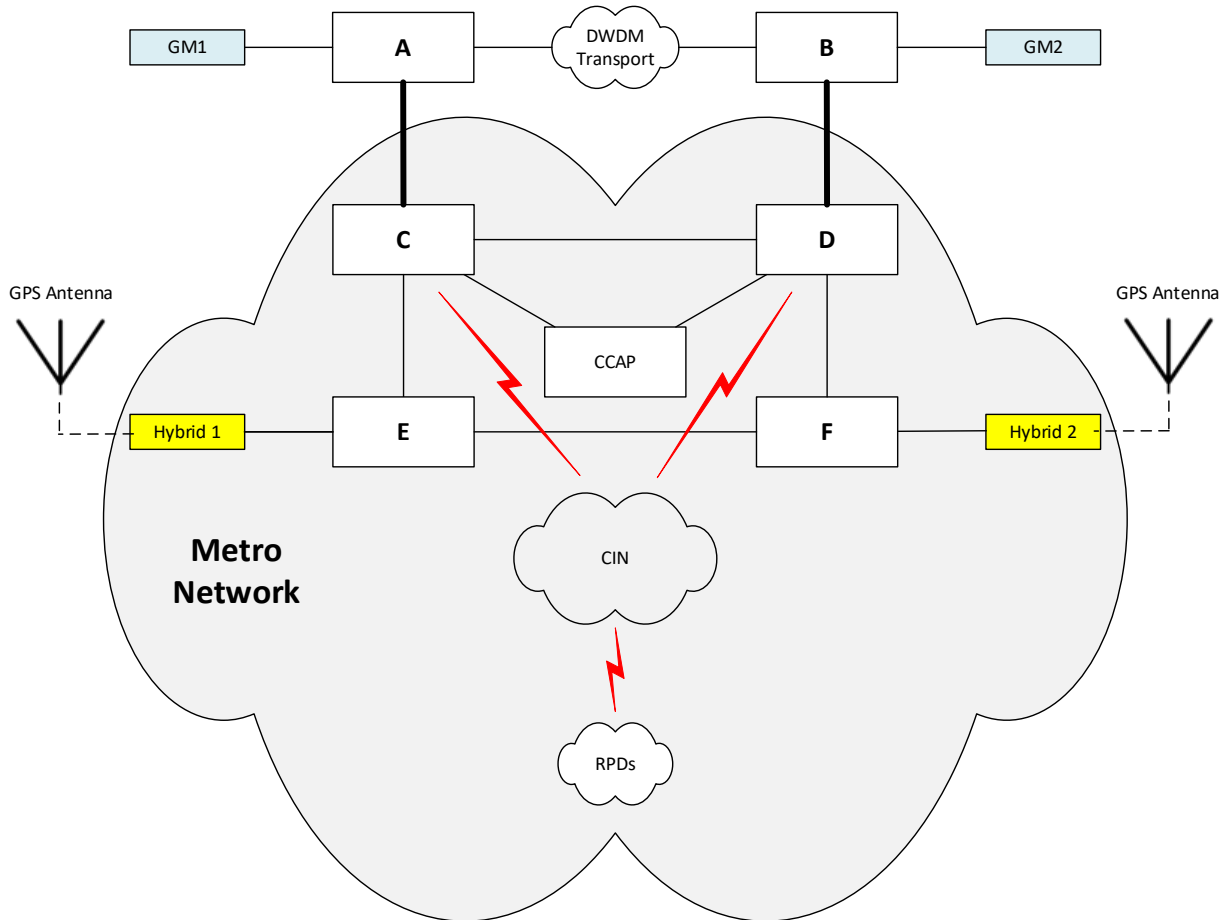 GM1
A
DWDM
Transport
B
GM2
C
D
GPS Antenna
GPS Antenna
CCAP
Hybrid 1
E
F
Hybrid 2
CIN
Metro
Network
RPDs